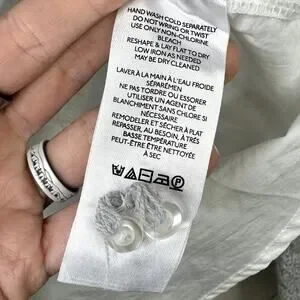 HAND WASH COLD SEPARATELY
DO NOT WRING OR TWIST
USE ONLY NON-CHLORINE
BLEACH
RESHAPE & LAY FLAT TO DRY
LOW IRON AS NEEDED
MAY BE DRY CLEANED
LAVER À LA MAIN À L'EAU FROIDE
SÉPARÉMEN
NE PAS TORDRE OU ESSORER
UTILISER UN AGENT DE
BLANCHIMENT SANS CHLORE SI
NÉCESSAIRE
REMODELER ET SÉCHER À PLAT
REPASSER, AU BESOIN, À TRÈS
BASSE TEMPÉRATURE
PEUT-ÊTRE ÊTRE NETTOYÉE
À SEC